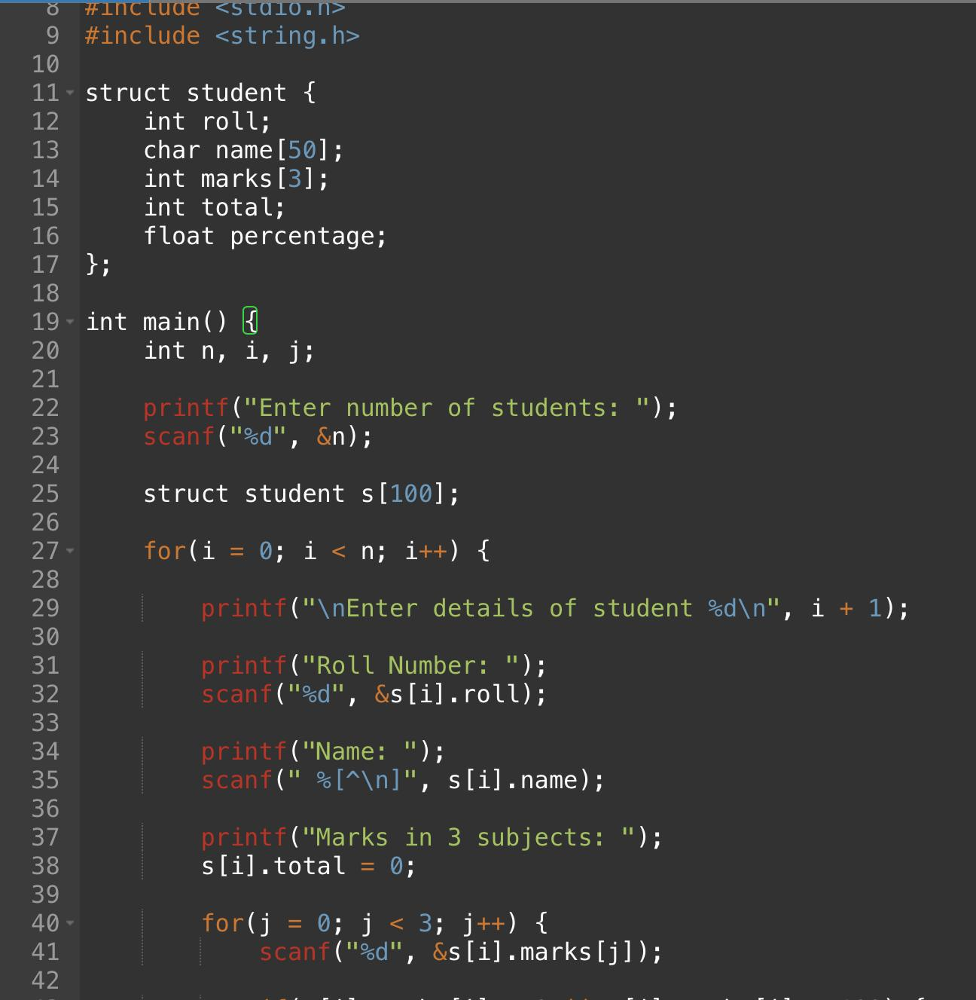 8 #include <stdio.h>
9 #include <string.h>
10
11 struct student {
12     int roll;
13     char name[50];
14     int marks[3];
15     int total;
16     float percentage;
17 };
18
19 int main() {
20     int n, i, j;
21
22     printf("Enter number of students: ");
23     scanf("%d", &n);
24
25     struct student s[100];
26
27     for(i = 0; i < n; i++) {
28
29         printf("\nEnter details of student %d\n", i + 1);
30
31         printf("Roll Number: ");
32         scanf("%d", &s[i].roll);
33
34         printf("Name: ");
35         scanf(" %[^\n]", s[i].name);
36
37         printf("Marks in 3 subjects: ");
38         s[i].total = 0;
39
40         for(j = 0; j < 3; j++) {
41             scanf("%d", &s[i].marks[j]);
42